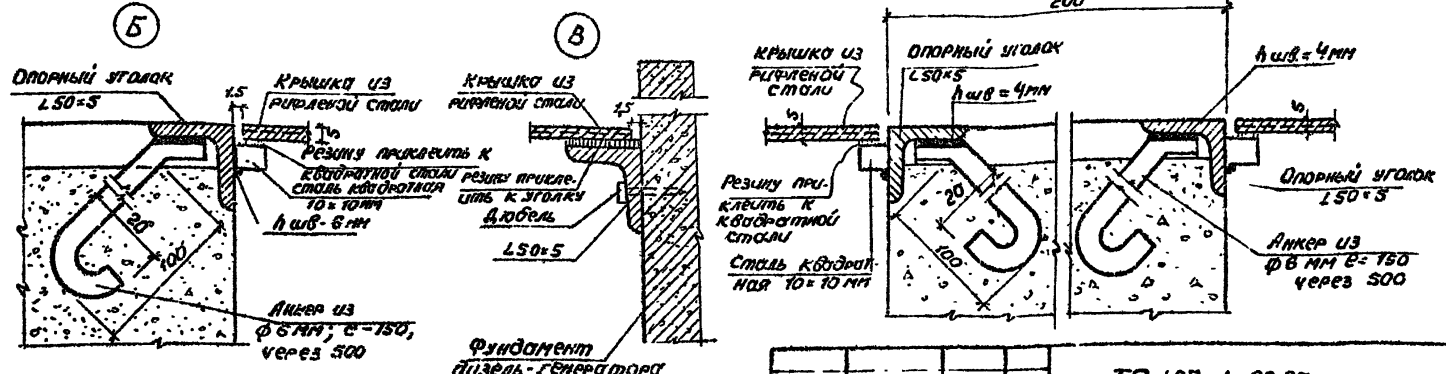 Б
Опорный уголок
L50×5
1,5
Крышка из
рифленой стали
5
Резину приклеить к
квадратной стали
Сталь квадратная
10×10мм
h шв - 6 мм
20
100
Анкер из
ф 6 мм; е-150,
через 500
В
Крышка из
рифленой стали
1,5
Резину прикле-
ить к уголку
Дюбель
L50×5
Фундамент
дизель-генератора
200
Крышка из
рифленой
стали
Опорный уголок
L50×5
h шв = 4мм
h шв. = 4мм
5
5
Резину при-
клеить к
квадратной
стали
Сталь квадрат-
ная 10×10 мм
20
100
Опорный уголок
L50×5
Анкер из
ф 6 мм е=150
через 500